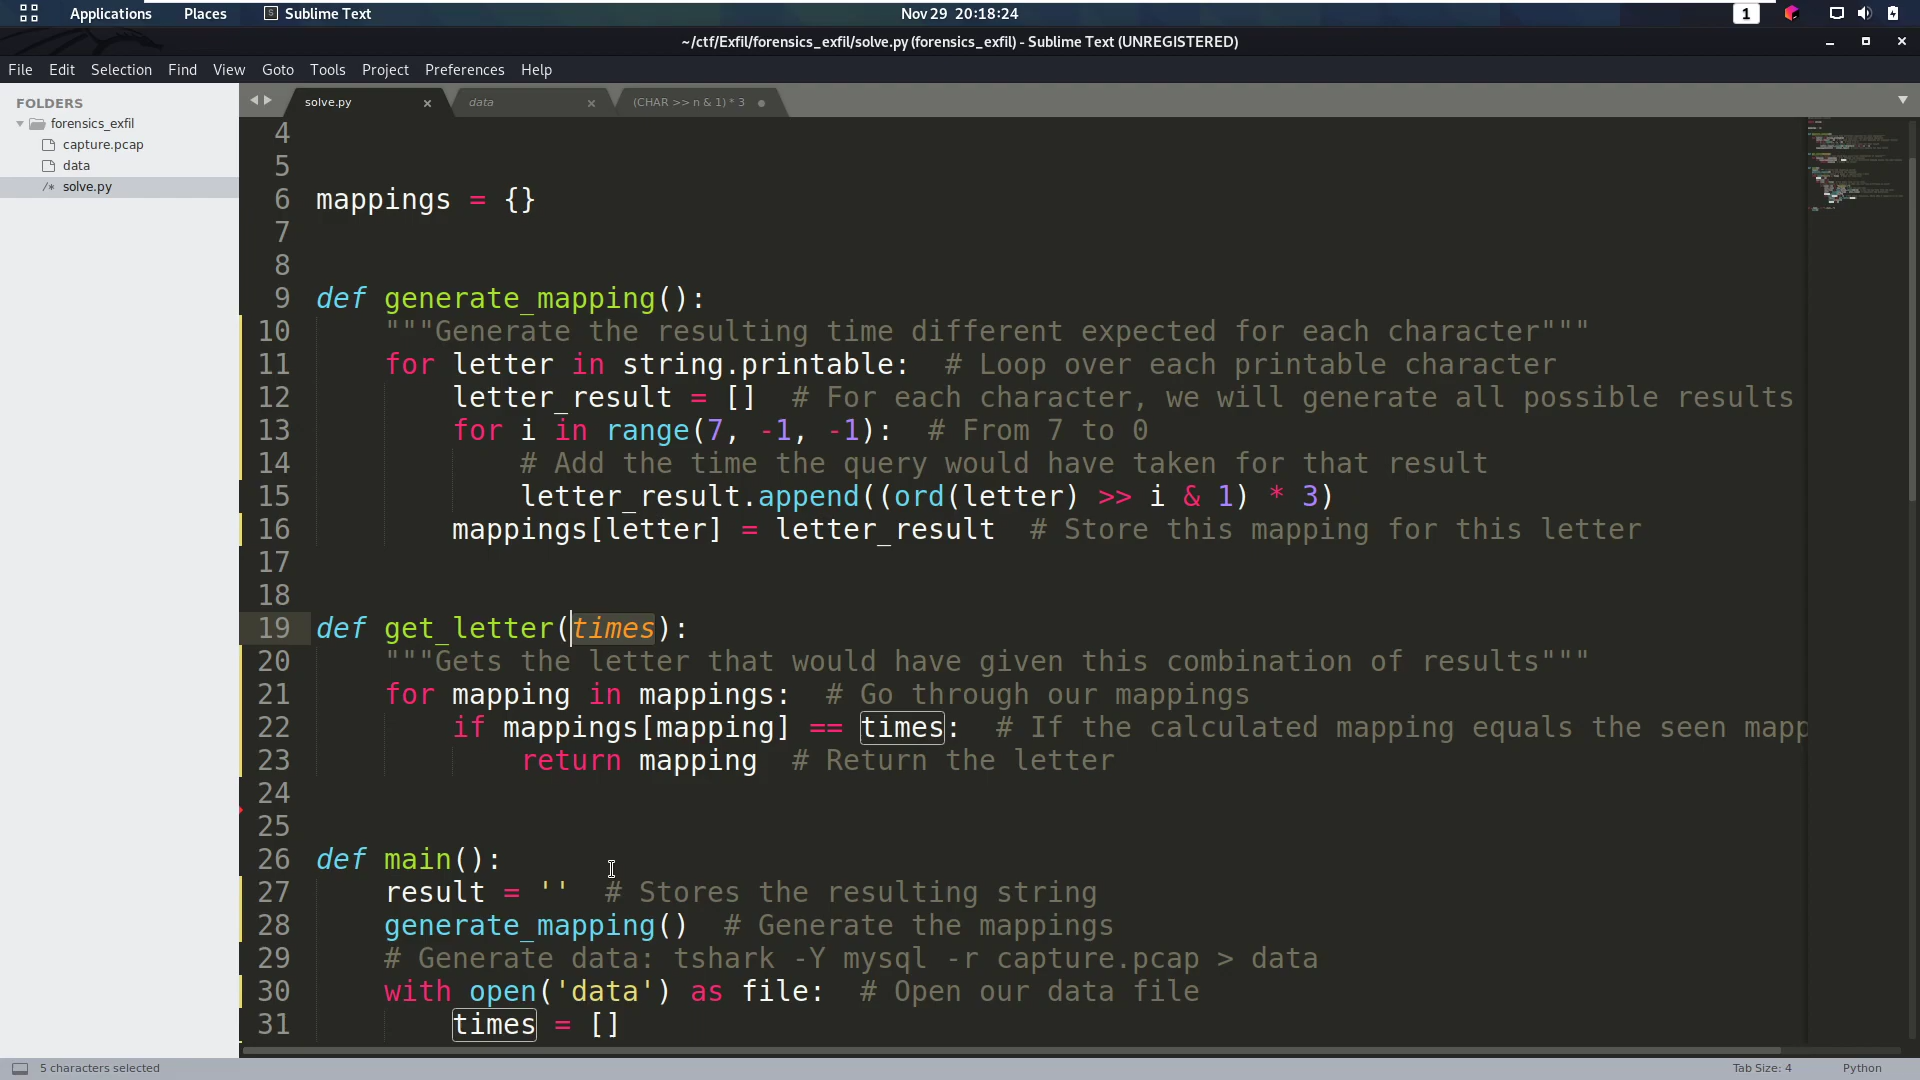 Applications Places Sublime Text Nov 29 20:18:24 1
~/ctf/Exfil/forensics_exfil/solve.py (forensics_exfil) - Sublime Text (UNREGISTERED)
File Edit Selection Find View Goto Tools Project Preferences Help
FOLDERS
forensics_exfil
capture.pcap
data
solve.py
solve.py data (CHAR >> n & 1) * 3
4
5
6 mappings = {}
7
8
9 def generate_mapping():
10 """Generate the resulting time different expected for each character"""
11 for letter in string.printable: # Loop over each printable character
12 letter_result = [] # For each character, we will generate all possible results
13 for i in range(7, -1, -1): # From 7 to 0
14 # Add the time the query would have taken for that result
15 letter_result.append((ord(letter) >> i & 1) * 3)
16 mappings[letter] = letter_result # Store this mapping for this letter
17
18
19 def get_letter(times):
20 """Gets the letter that would have given this combination of results"""
21 for mapping in mappings: # Go through our mappings
22 if mappings[mapping] == times: # If the calculated mapping equals the seen mapp
23 return mapping # Return the letter
24
25
26 def main():
27 result = '' # Stores the resulting string
28 generate_mapping() # Generate the mappings
29 # Generate data: tshark -Y mysql -r capture.pcap > data
30 with open('data') as file: # Open our data file
31 times = []
5 characters selected Tab Size: 4 Python